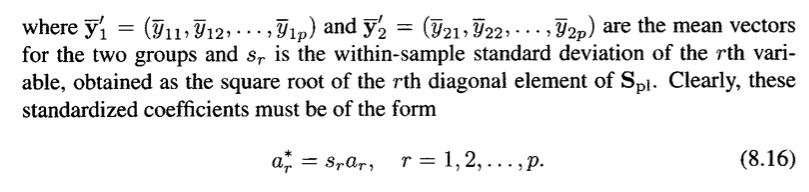 where ȳ′₁ = (ȳ₁₁, ȳ₁₂, . . . , ȳ₁ₚ) and ȳ′₂ = (ȳ₂₁, ȳ₂₂, . . . , ȳ₂ₚ) are the mean vectors
for the two groups and sᵣ is the within-sample standard deviation of the rth vari-
able, obtained as the square root of the rth diagonal element of Sₚₗ. Clearly, these
standardized coefficients must be of the form
a*ᵣ = sᵣaᵣ, r = 1, 2, . . . , p. (8.16)